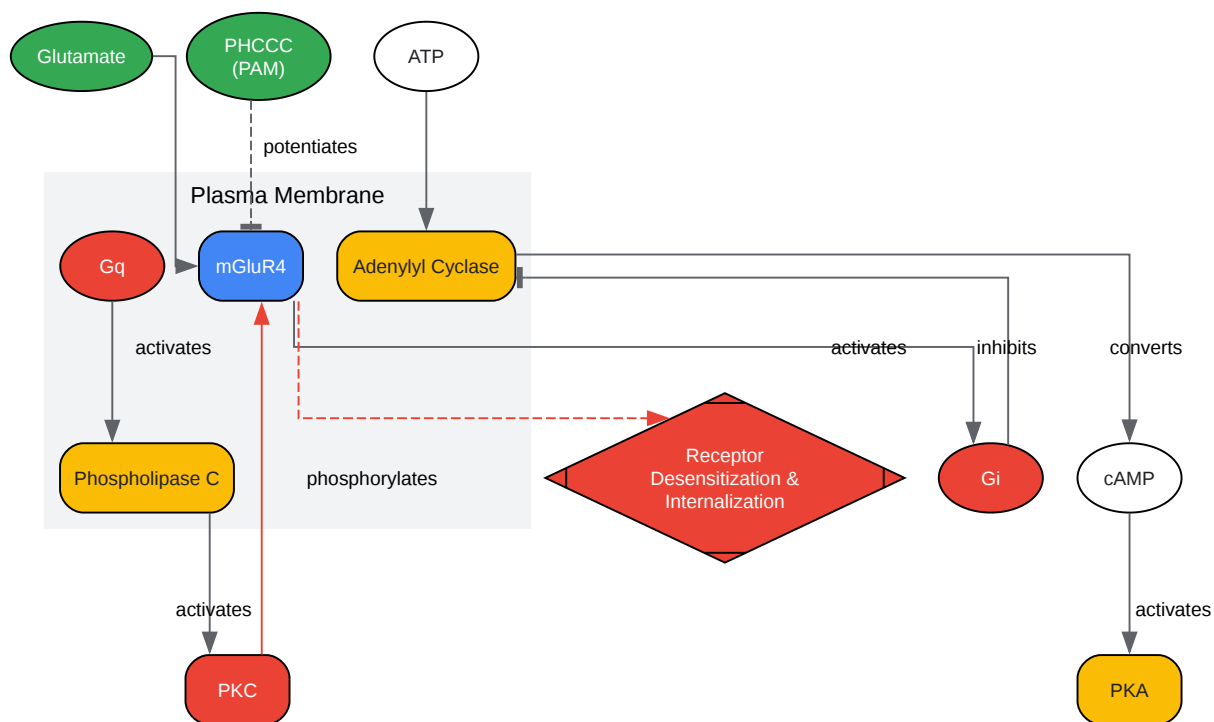 Glutamate
PHCCC
(PAM)
ATP
potentiates
Plasma Membrane
Gq
mGluR4
Adenylyl Cyclase
activates
activates
inhibits
converts
Phospholipase C
phosphorylates
Receptor
Desensitization &
Internalization
Gi
cAMP
activates
activates
PKC
PKA